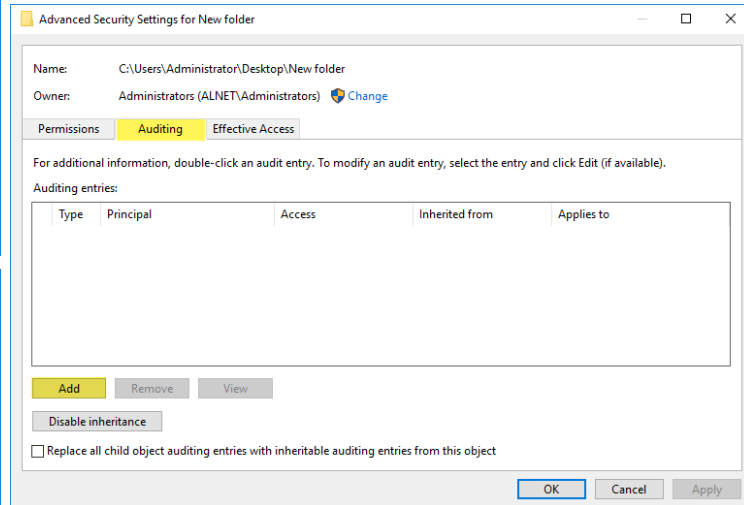 Advanced Security Settings for New folder
Name: C:\Users\Administrator\Desktop\New folder
Owner: Administrators (ALNET\Administrators) Change
Permissions Auditing Effective Access
For additional information, double-click an audit entry. To modify an audit entry, select the entry and click Edit (if available).
Auditing entries:
Type Principal Access Inherited from Applies to
Add Remove View
Disable inheritance
Replace all child object auditing entries with inheritable auditing entries from this object
OK Cancel Apply